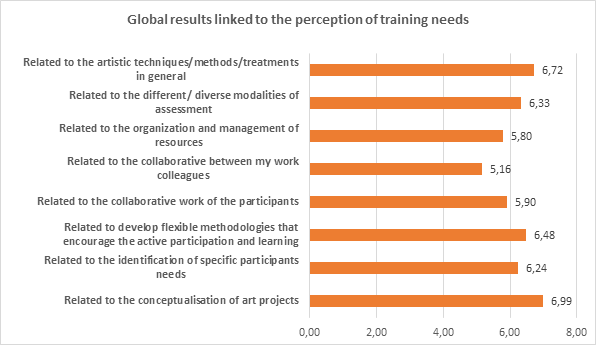 Global results linked to the perception of training needs
Related to the artistic techniques/methods/treatments
in general
6,72
Related to the different/ diverse modalities of
assessment
6,33
Related to the organization and management of
resources
5,80
Related to the collaborative between my work
colleagues
5,16
Related to the collaborative work of the participants
5,90
Related to develop flexible methodologies that
encourage the active participation and learning
6,48
Related to the identification of specific participants
needs
6,24
Related to the conceptualisation of art projects
6,99
0,00 2,00 4,00 6,00 8,00